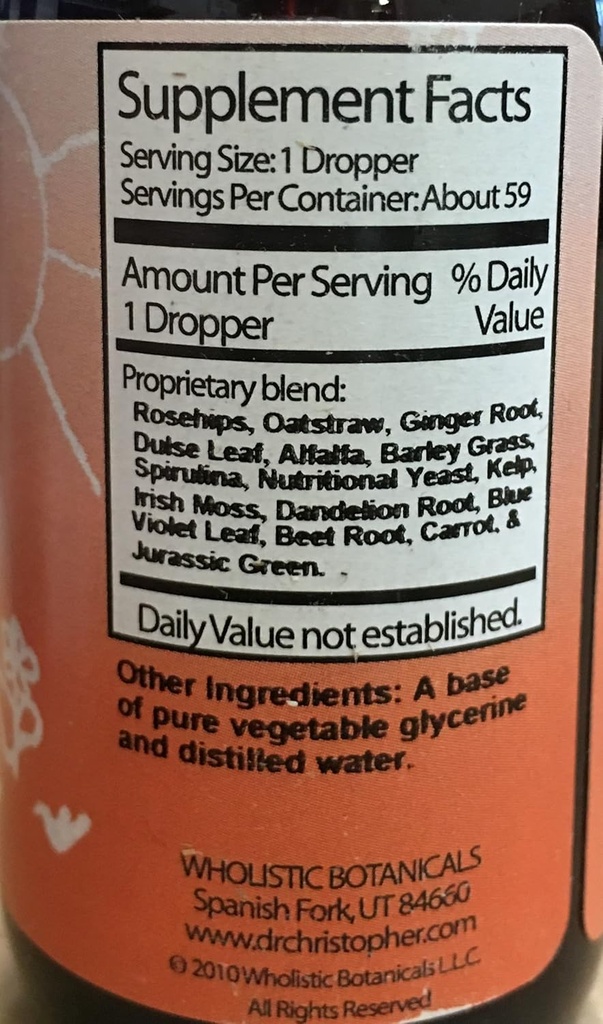 Supplement Facts
Serving Size: 1 Dropper
Servings Per Container: About 59
Amount Per Serving % Daily
1 Dropper Value
Proprietary blend:
Rosehips, Oatstraw, Ginger Root,
Dulse Leaf, Alfalfa, Barley Grass,
Spirulina, Nutritional Yeast, Kelp,
Irish Moss, Dandelion Root, Blue
Violet Leaf, Beet Root, Carrot, &
Jurassic Green.
Daily Value not established.
Other Ingredients: A base
of pure vegetable glycerine
and distilled water.
WHOLISTIC BOTANICALS
Spanish Fork, UT 84660
www.drchristopher.com
© 2010 Wholistic Botanicals LLC
All Rights Reserved